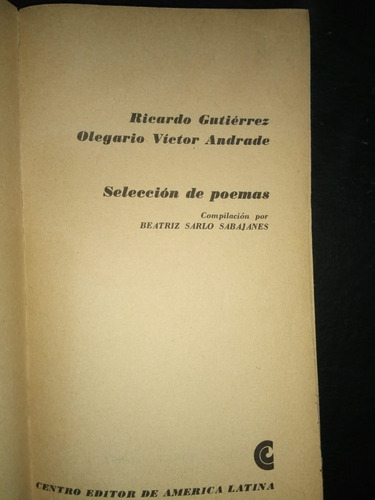 Ricardo Gutiérrez
Olegario Víctor Andrade
Selección de poemas
Compilación por
BEATRIZ SARLO SABAJANES
CENTRO EDITOR DE AMERICA LATINA